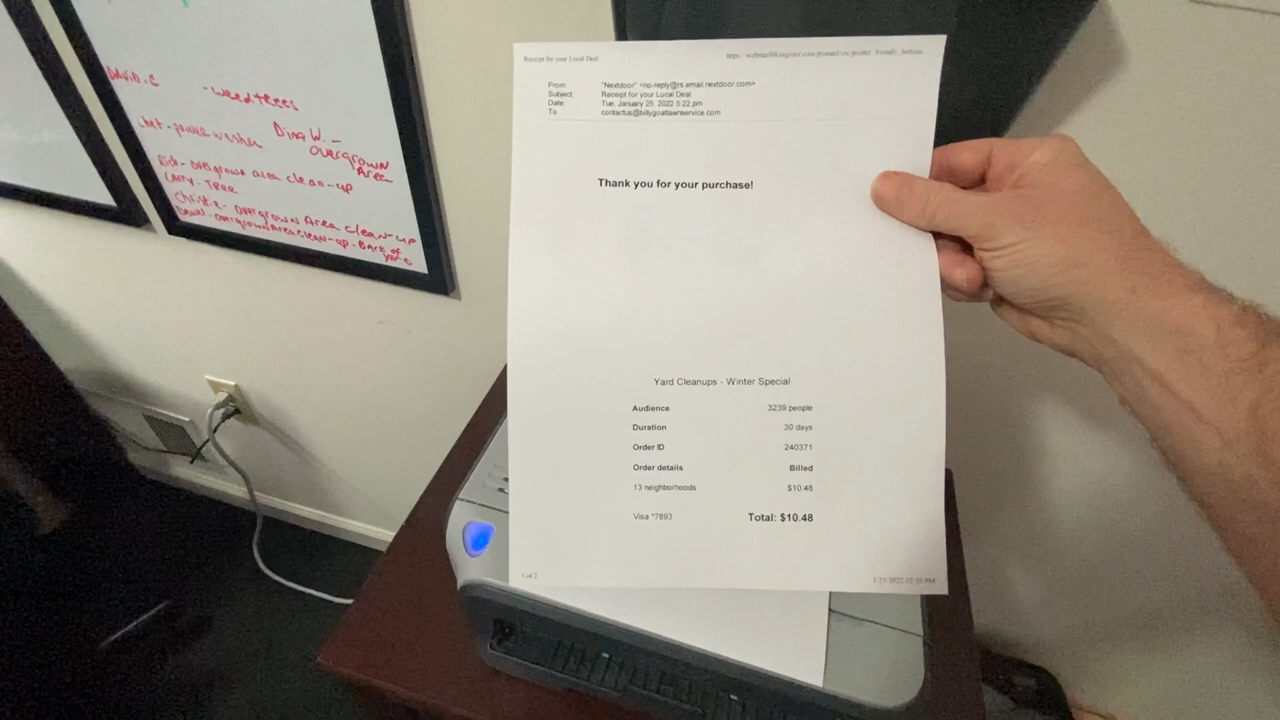 DAVID.C
-weed trees
Chet-power washer
Dina W. -
overgrown
Area
Rich-overgrown area clean-up
Larry-Tree
overgrown Area clean-up
overgrown Area clean-up-Back of
Receipt for your Local Deal
From "Nextdoor" <no-reply@rs.email.nextdoor.com>
Subject Receipt for your Local Deal
Date Tue, January 25, 2022 5:22 pm
To contactus@billygoatlawnservice.com
Thank you for your purchase!
Yard Cleanups - Winter Special
Audience 3239 people
Duration 30 days
Order ID 240371
Order details Billed
13 neighborhoods $10.48
Visa *7893 Total: $10.48
1 of 2